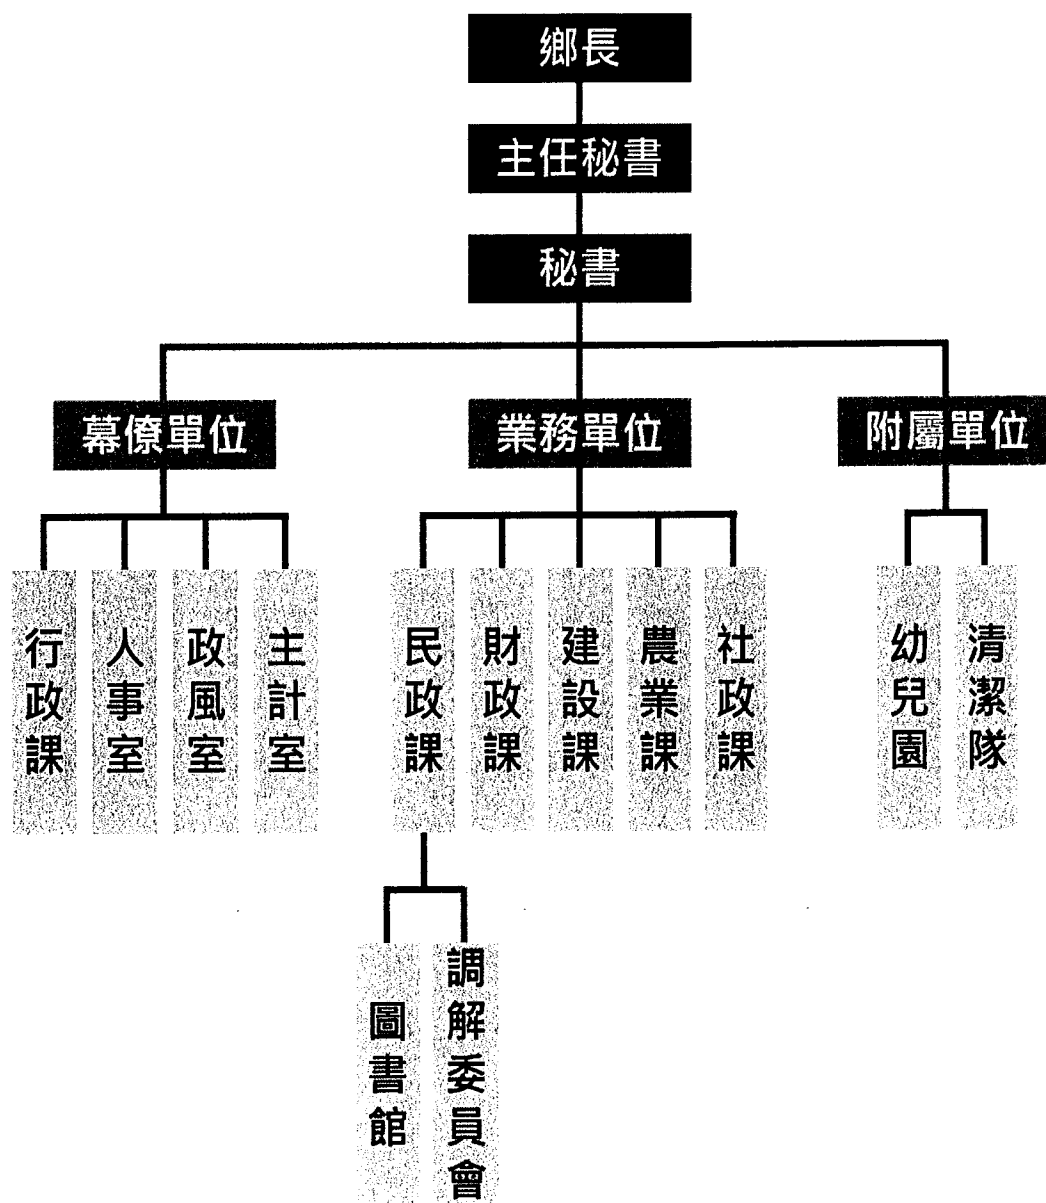 鄉長
主任秘書
秘書
幕僚單位
業務單位
附屬單位
行政課
人事室
政風室
主計室
民政課
財政課
建設課
農業課
社政課
幼兒園
清潔隊
圖書館
調解委員會